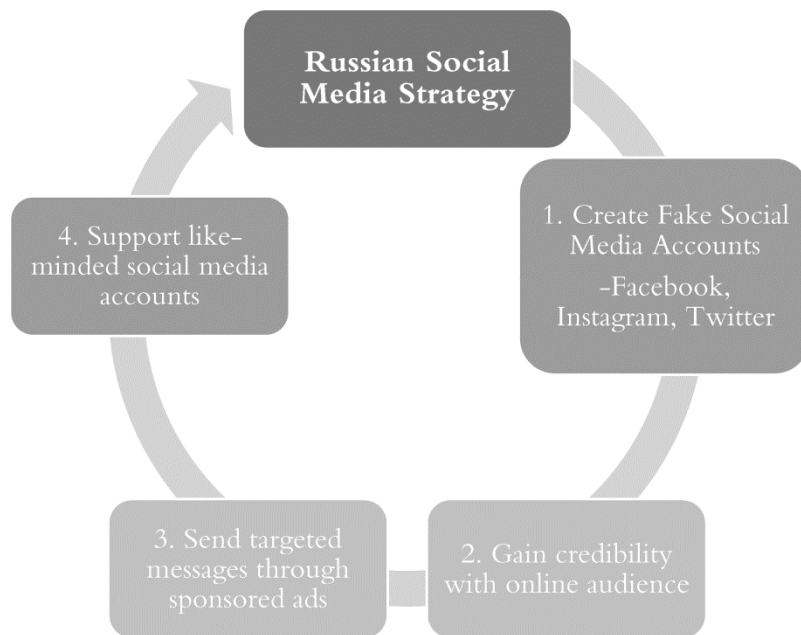 Russian Social
Media Strategy
1. Create Fake Social
Media Accounts
-Facebook,
Instagram, Twitter
2. Gain credibility
with online audience
3. Send targeted
messages through
sponsored ads
4. Support like-
minded social media
accounts